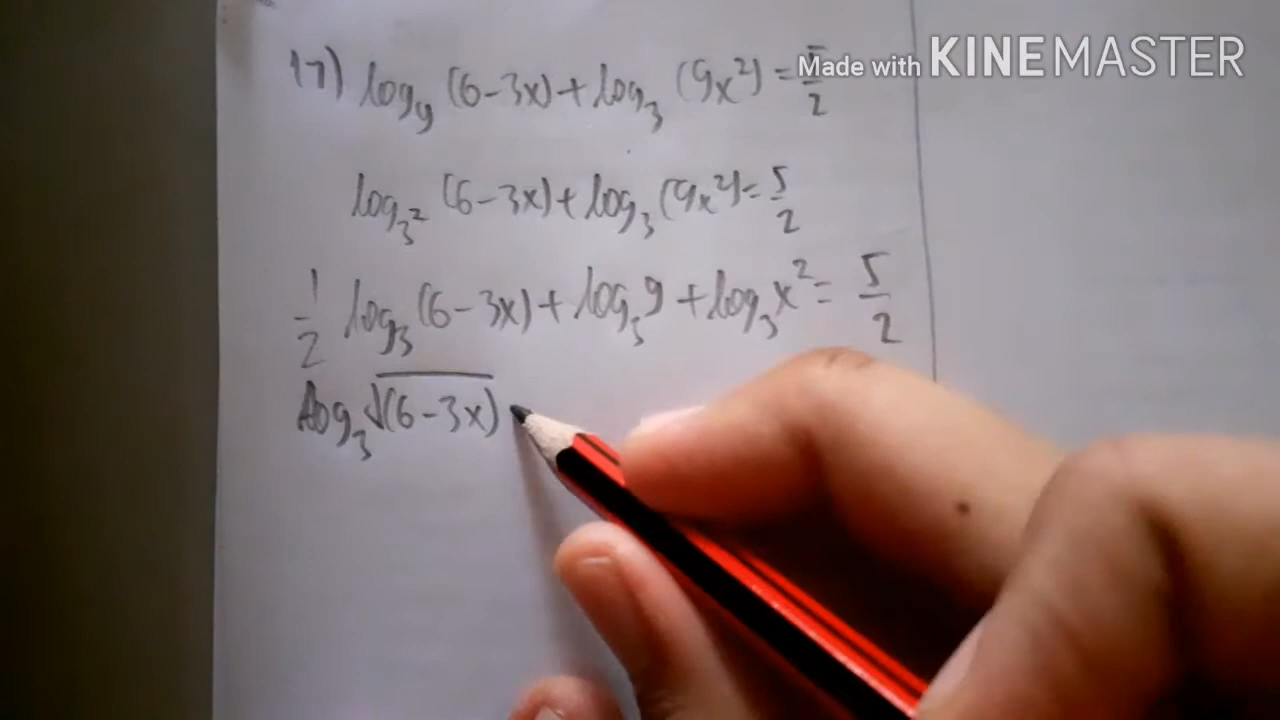 17) log₉ (6-3x) + log₃ (9x²) = 5/2
Made with KINEMASTER
log₃² (6-3x) + log₃ (9x²) = 5/2
1/2 log₃ (6-3x) + log₃ 9 + log₃ x² = 5/2
log₃ √(6-3x)